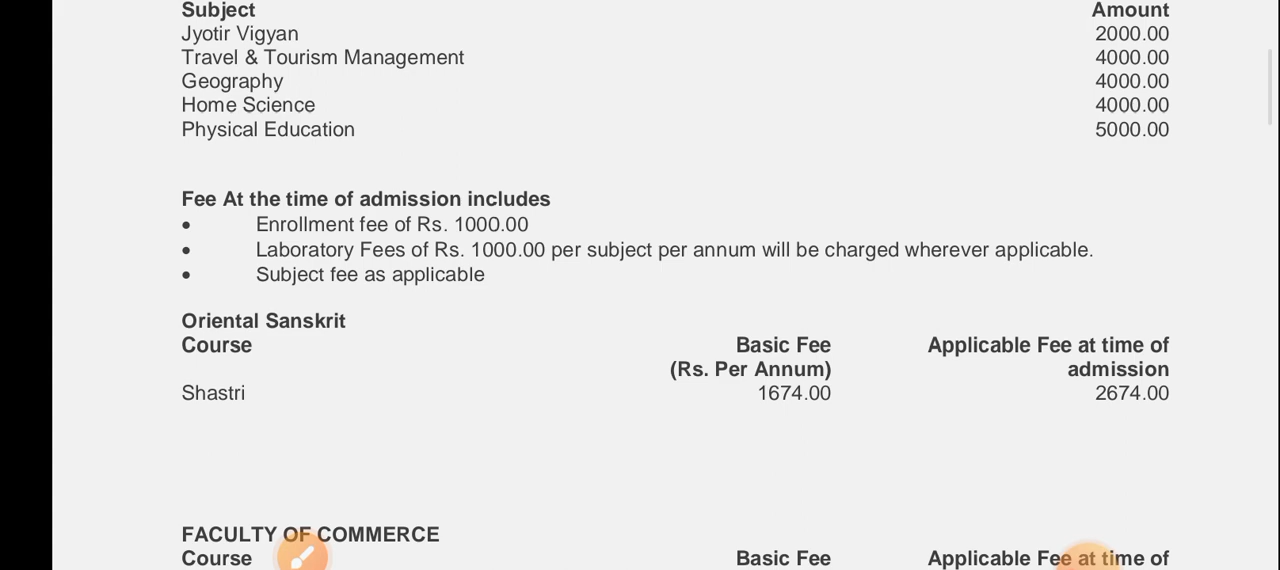 Subject Amount
Jyotir Vigyan 2000.00
Travel & Tourism Management 4000.00
Geography 4000.00
Home Science 4000.00
Physical Education 5000.00
Fee At the time of admission includes
• Enrollment fee of Rs. 1000.00
• Laboratory Fees of Rs. 1000.00 per subject per annum will be charged wherever applicable.
• Subject fee as applicable
Oriental Sanskrit
Course Basic Fee Applicable Fee at time of
(Rs. Per Annum) admission
Shastri 1674.00 2674.00
FACULTY OF COMMERCE
Course Basic Fee Applicable Fee at time of